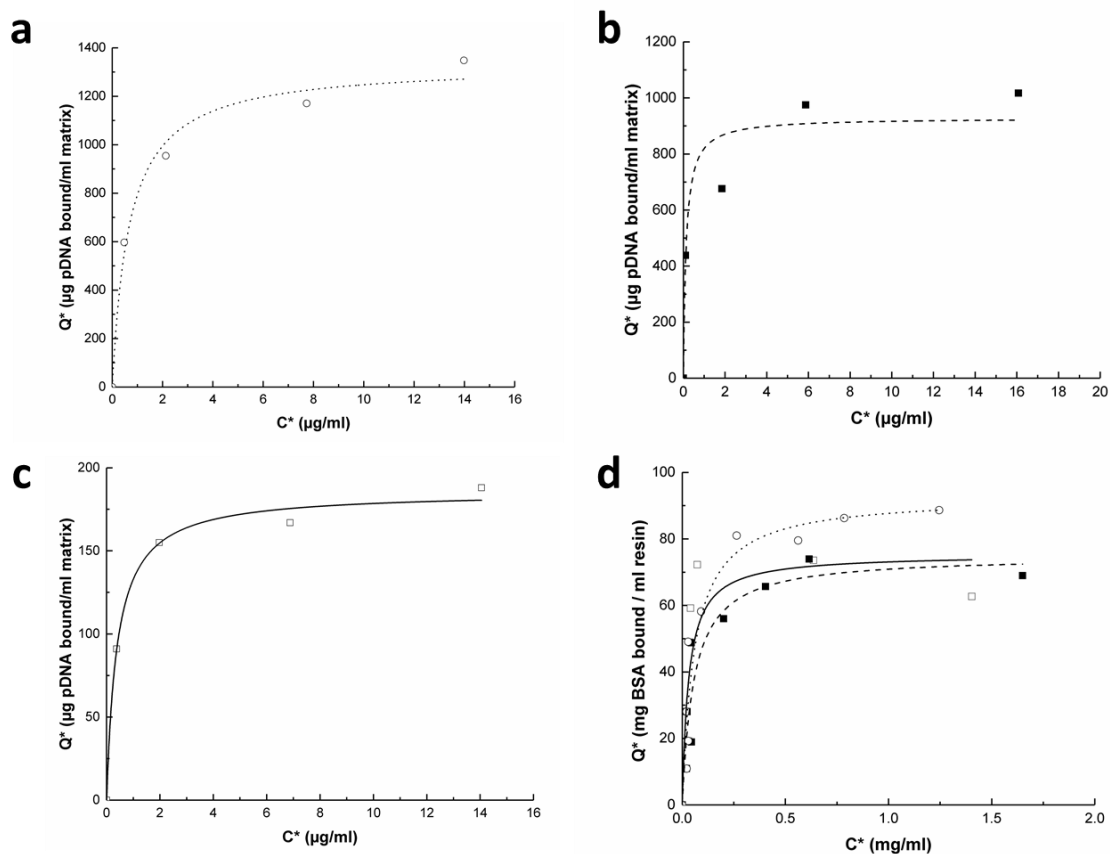 a
1400
1200
1000
800
600
400
200
0
Q* (µg pDNA bound/ml matrix)
0 2 4 6 8 10 12 14 16
C* (µg/ml)
b
1200
1000
800
600
400
200
0
Q* (µg pDNA bound/ml matrix)
0 2 4 6 8 10 12 14 16 18 20
C* (µg/ml)
c
200
150
100
50
0
Q* (µg pDNA bound/ml matrix)
0 2 4 6 8 10 12 14 16
C* (µg/ml)
d
100
80
60
40
20
0
Q* (mg BSA bound / ml resin)
0.0 0.5 1.0 1.5 2.0
C* (mg/ml)